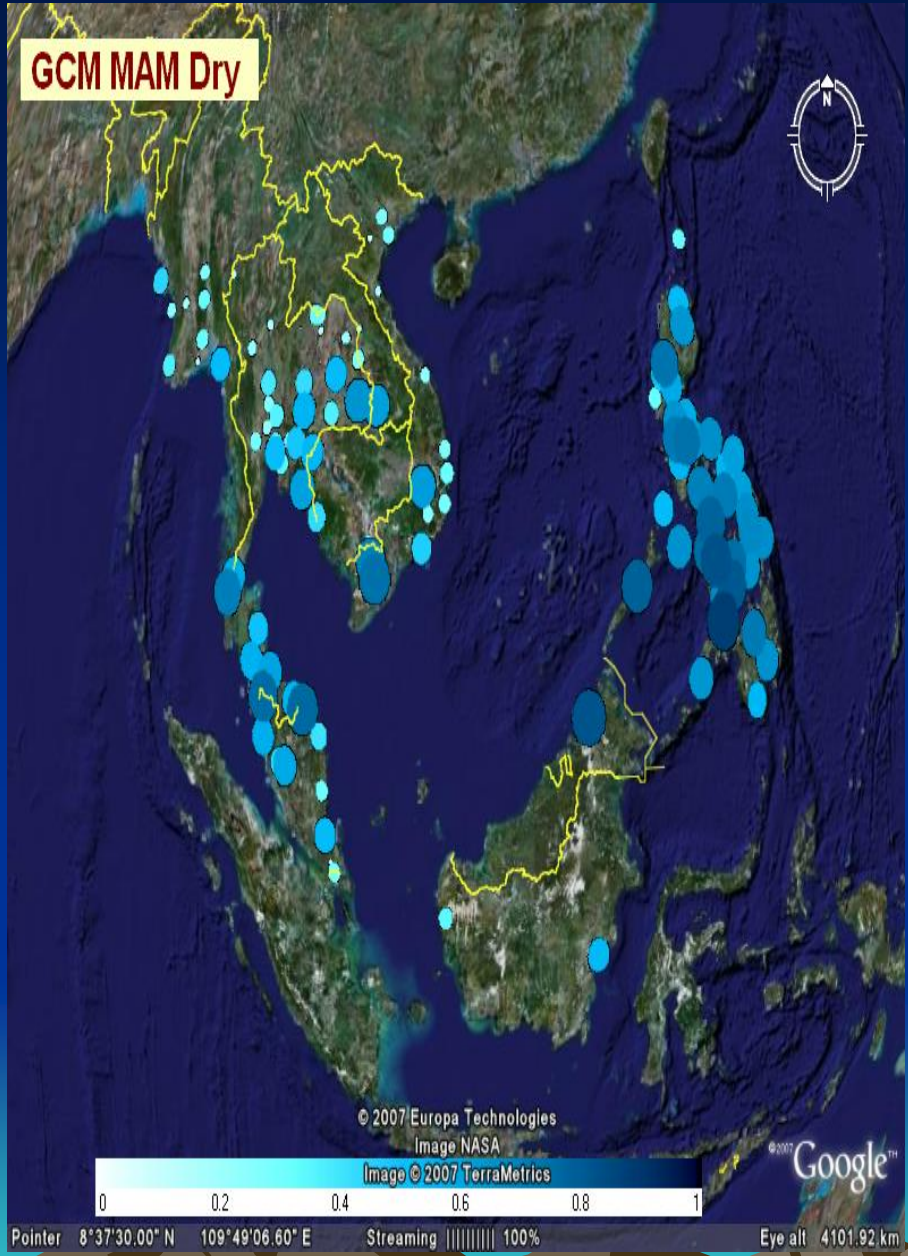 GCM MAM Dry
N
© 2007 Europa Technologies
Image NASA
Image © 2007 TerraMetrics
©2007 Google™
0 0.2 0.4 0.6 0.8 1
Pointer 8°37'30.00" N 109°49'06.60" E Streaming |||||||||| 100% Eye alt 4101.92 km